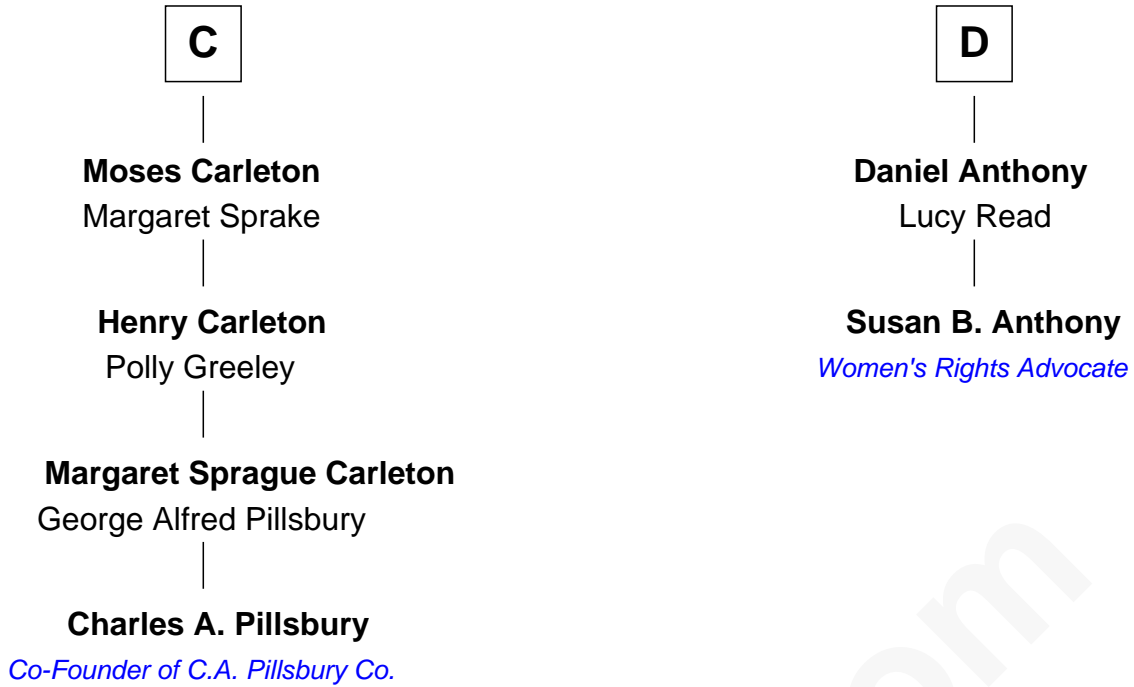 C
Moses Carleton
Margaret Sprake
Henry Carleton
Polly Greeley
Margaret Sprague Carleton
George Alfred Pillsbury
Charles A. Pillsbury
Co-Founder of C.A. Pillsbury Co.
D
Daniel Anthony
Lucy Read
Susan B. Anthony
Women's Rights Advocate
om